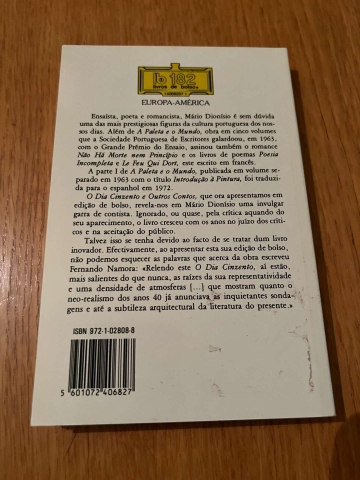 lb 182
livros de bolso
EUROPA-AMÉRICA
Ensaísta, poeta e romancista, Mário Dionísio é sem dúvida
uma das mais prestigiosas figuras da cultura portuguesa dos nos-
sos dias. Além de A Paleta e o Mundo, obra em cinco volumes
que a Sociedade Portuguesa de Escritores galardoou, em 1963,
com o Grande Prémio do Ensaio, assinou também o romance
Não Há Morte nem Princípio e os livros de poemas Poesia
Incompleta e Le Feu Qui Dort, este escrito em francês.
A parte I de A Paleta e o Mundo, publicada em volume se-
parado em 1963 com o título Introdução à Pintura, foi traduzi-
da para o espanhol em 1972.
O Dia Cinzento e Outros Contos, que ora apresentamos em
edição de bolso, revela-nos em Mário Dionísio uma invulgar
garra de contista. Ignorado, ou quase, pela crítica aquando do
seu aparecimento, o livro cresceu com os anos no juízo dos críti-
cos e na aceitação do público.
Talvez isso se tenha devido ao facto de se tratar dum livro
inovador. Efectivamente, ao apresentar esta sua edição de bolso,
não podemos esquecer as palavras que acerca da obra escreveu
Fernando Namora: «Relendo este O Dia Cinzento, aí estão,
mais salientes do que nunca, as raízes da sua representatividade
e uma densidade de atmosferas [...] que mostram quanto o
neo-realismo dos anos 40 já anunciava as inquietantes sonda-
gens e até a subtileza arquitectural da literatura do presente.»
ISBN 972-1-02808-8
5 601072 406827